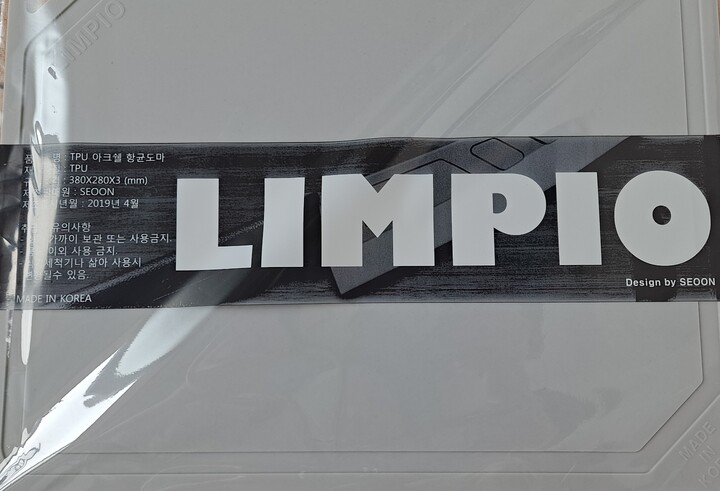 LIMPIO
품 명 : TPU 아크쉘 항균도마
: TPU
: 380X280X3 (mm)
원 : SEOON
월 : 2019년 4월
유의사항
가까이 보관 또는 사용금지.
이외 사용 금지.
세척기나 삶아 사용시
될수 있음.
MADE IN KOREA
LIMPIO
Design by SEOON
MADE
IN